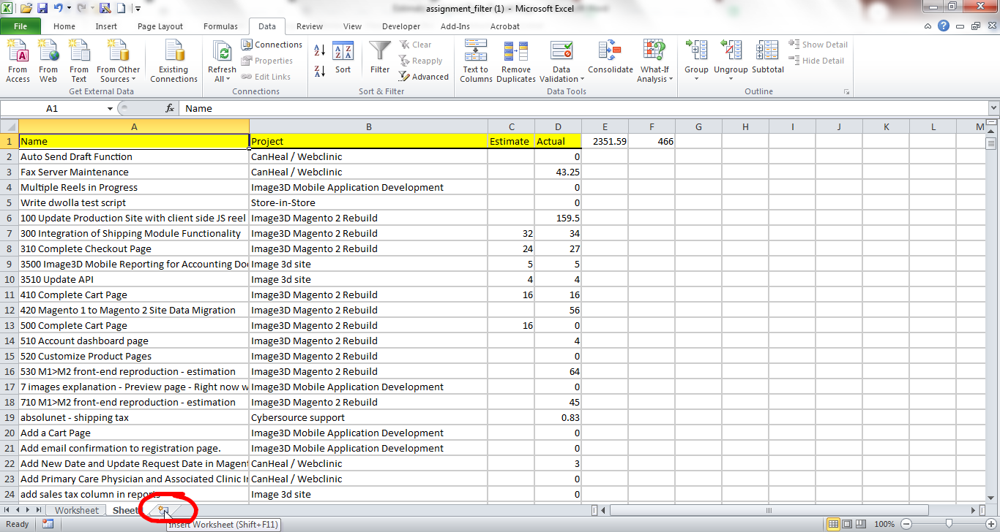 assignment_filter (1) - Microsoft Excel
File Home Insert Page Layout Formulas Data Review View Developer Add-Ins Acrobat
From Access
From Web
From Text
From Other Sources
Existing Connections
Get External Data
Refresh All
Connections
Properties
Edit Links
Connections
Sort
Filter
Clear
Reapply
Advanced
Sort & Filter
Text to Columns
Remove Duplicates
Data Validation
Consolidate
What-If Analysis
Data Tools
Group
Ungroup
Subtotal
Show Detail
Hide Detail
Outline
A1 fx Name
A B C D E F G H I J K L M
1 Name Project Estimate Actual 2351.59 466
2 Auto Send Draft Function CanHeal / Webclinic 0
3 Fax Server Maintenance CanHeal / Webclinic 43.25
4 Multiple Reels in Progress Image3D Mobile Application Development 0
5 Write dwolla test script Store-in-Store 0
6 100 Update Production Site with client side JS reel Image3D Magento 2 Rebuild 159.5
7 300 Integration of Shipping Module Functionality Image3D Magento 2 Rebuild 32 34
8 310 Complete Checkout Page Image3D Magento 2 Rebuild 24 27
9 3500 Image3D Mobile Reporting for Accounting Do Image 3d site 5 5
10 3510 Update API Image 3d site 4 4
11 410 Complete Cart Page Image3D Magento 2 Rebuild 16 16
12 420 Magento 1 to Magento 2 Site Data Migration Image3D Magento 2 Rebuild 56
13 500 Complete Cart Page Image3D Magento 2 Rebuild 16 0
14 510 Account dashboard page Image3D Magento 2 Rebuild 4
15 520 Customize Product Pages Image3D Magento 2 Rebuild 0
16 530 M1>M2 front-end reproduction - estimation Image3D Magento 2 Rebuild 64
17 7 images explanation - Preview page - Right now w Image3D Mobile Application Development 0
18 710 M1>M2 front-end reproduction - estimation Image3D Magento 2 Rebuild 45
19 absolunet - shipping tax Cybersource support 0.83
20 Add a Cart Page Image3D Mobile Application Development 0
21 Add email confirmation to registration page. Image3D Mobile Application Development 0
22 Add New Date and Update Request Date in Magent CanHeal / Webclinic 3
23 Add Primary Care Physician and Associated Clinic I CanHeal / Webclinic 0
24 add sales tax column in reports Image 3d site 0
Worksheet Sheet
Insert Worksheet (Shift+F11)
Ready 100%